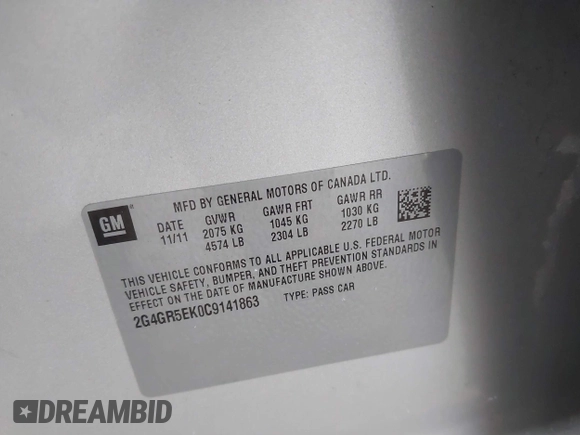 MFD BY GENERAL MOTORS OF CANADA LTD.
GM DATE GVWR GAWR FRT GAWR RR
11/11 2075 KG 1045 KG 1030 KG
4574 LB 2304 LB 2270 LB
THIS VEHICLE CONFORMS TO ALL APPLICABLE U.S. FEDERAL MOTOR
VEHICLE SAFETY, BUMPER, AND THEFT PREVENTION STANDARDS IN
EFFECT ON THE DATE OF MANUFACTURE SHOWN ABOVE.
2G4GR5EK0C9141863 TYPE: PASS CAR
DREAMBID